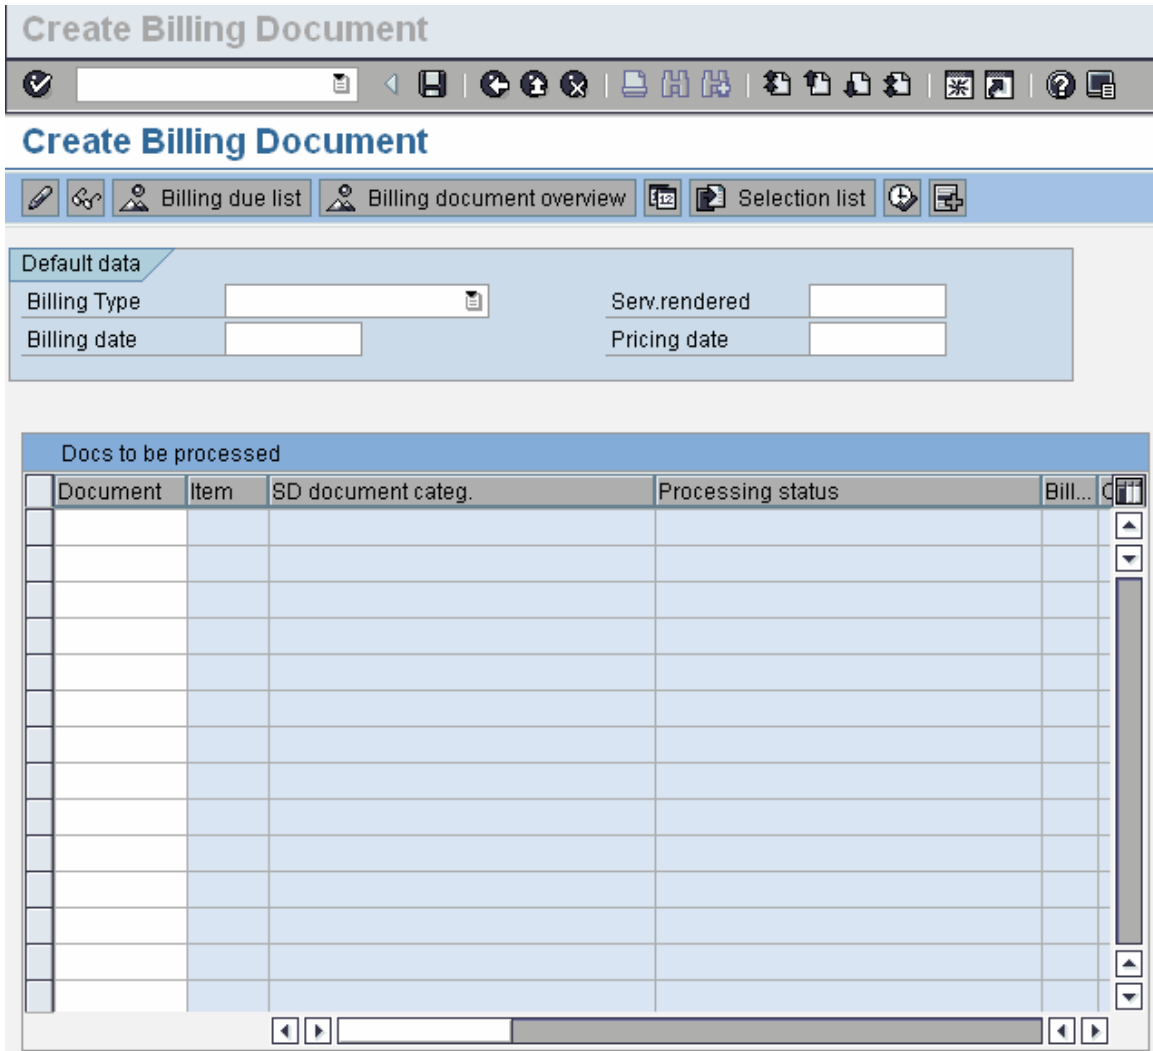 Create Billing Document
Create Billing Document
Billing due list Billing document overview Selection list
Default data
Billing Type Serv.rendered
Billing date Pricing date
Docs to be processed
Document Item SD document categ. Processing status Bill...